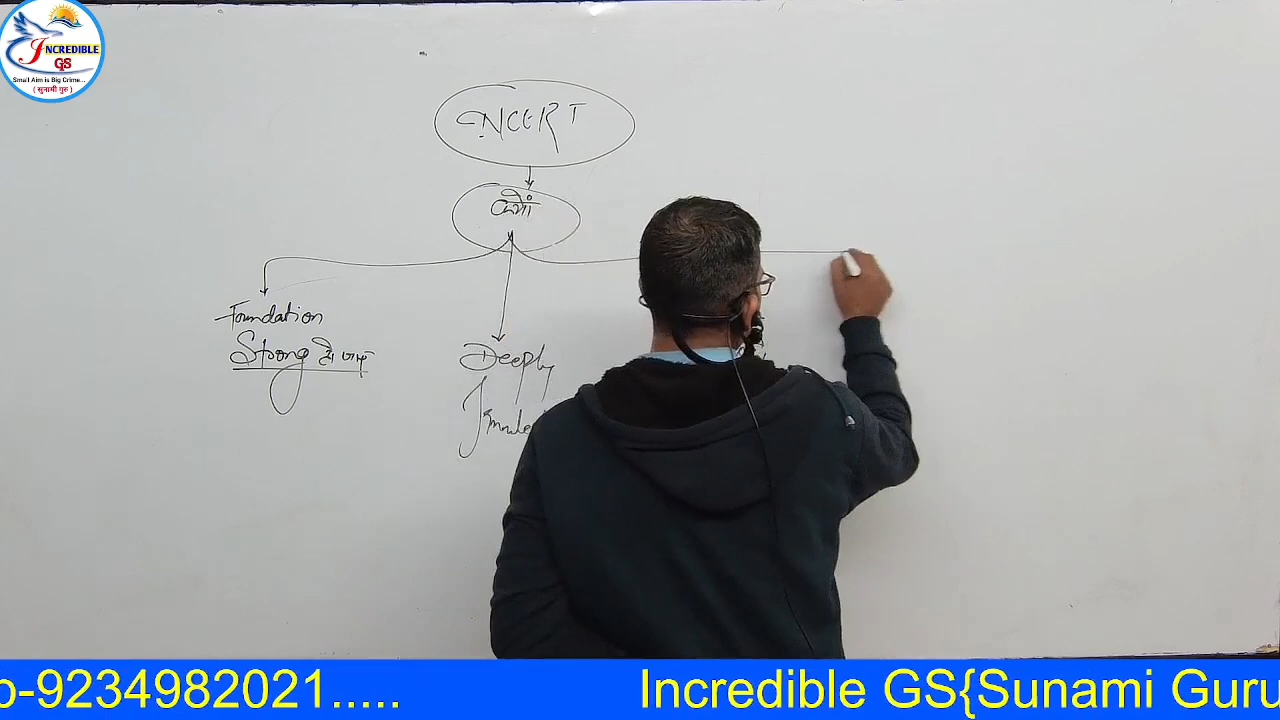 INCREDIBLE
GS
Small Aim is Big Crime...
( सुनामी गुरु )
NCERT
क्यों
Foundation
Strong हो जाए
Deeply
o-9234982021..... Incredible GS{Sunami Guru